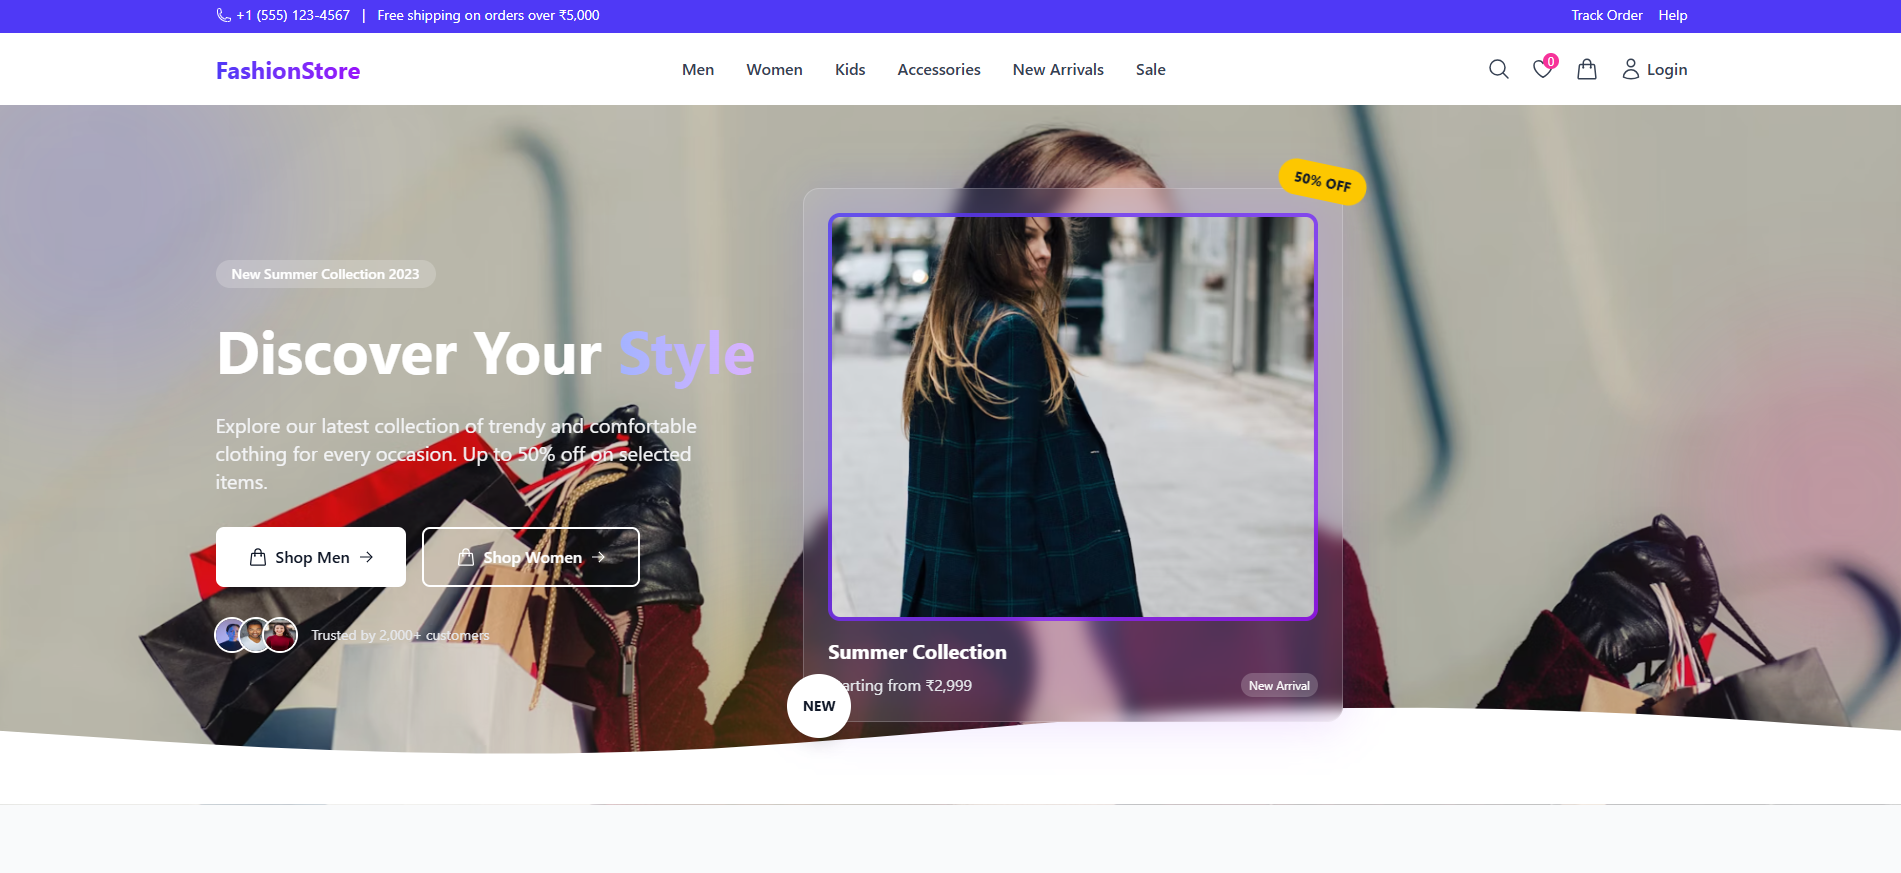 +1 (555) 123-4567 | Free shipping on orders over ₹5,000
Track Order Help
FashionStore
Men Women Kids Accessories New Arrivals Sale
0
Login
50% OFF
New Summer Collection 2023
Discover Your Style
Explore our latest collection of trendy and comfortable
clothing for every occasion. Up to 50% off on selected
items.
Shop Men
Shop Women
Trusted by 2,000+ customers
Summer Collection
arting from ₹2,999
New Arrival
NEW